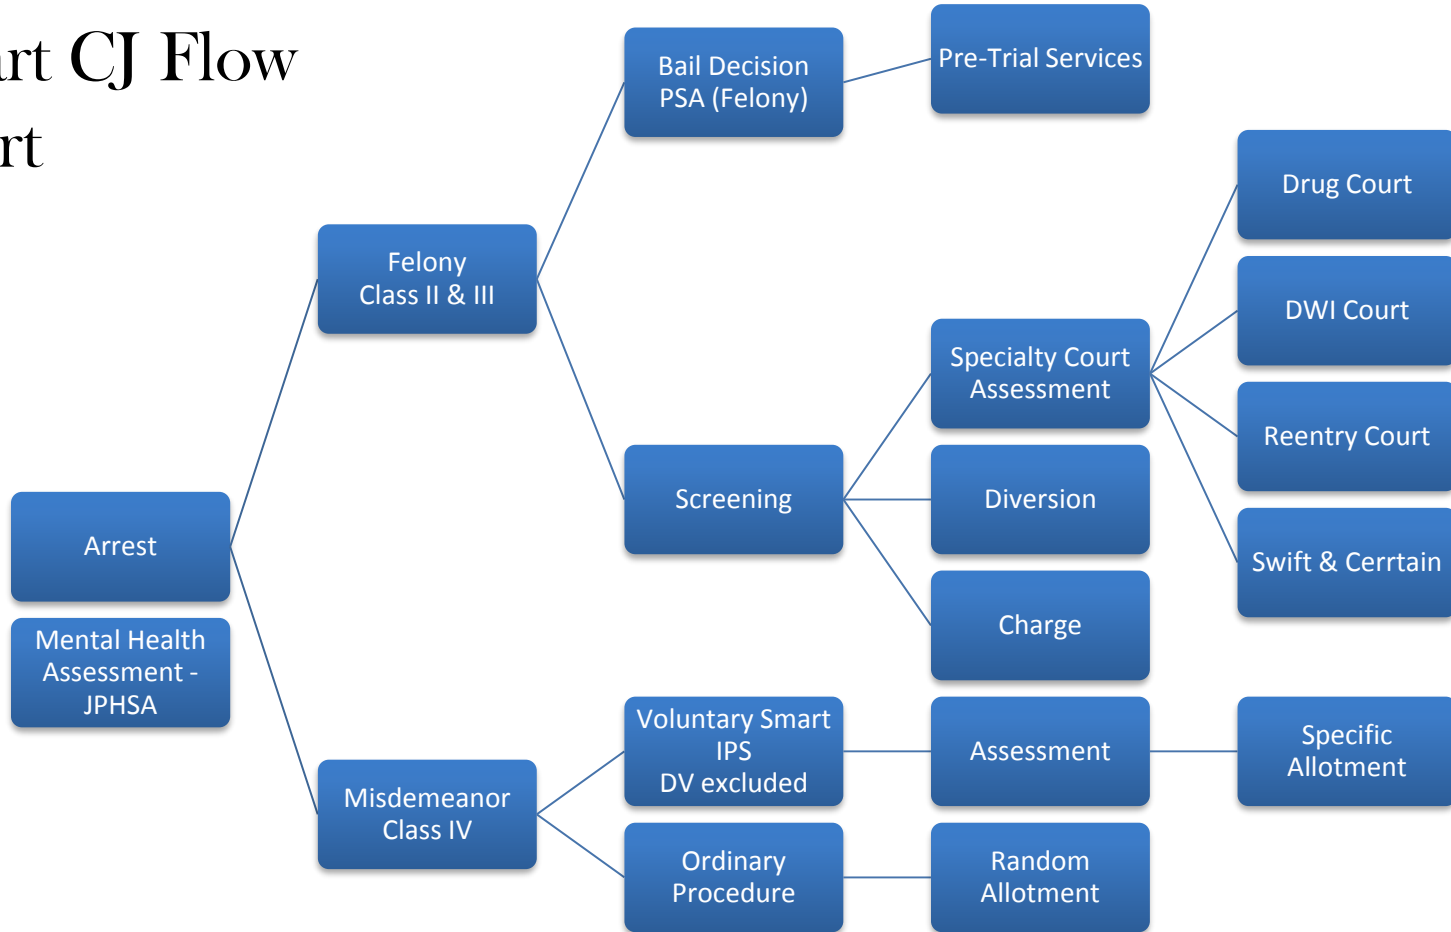 art CJ Flow
rt
Bail Decision
PSA (Felony)
Pre-Trial Services
Drug Court
Felony
Class II & III
DWI Court
Specialty Court
Assessment
Reentry Court
Screening
Diversion
Arrest
Swift & Cerrtain
Charge
Mental Health
Assessment -
JPHSA
Voluntary Smart
IPS
DV excluded
Assessment
Specific
Allotment
Misdemeanor
Class IV
Ordinary
Procedure
Random
Allotment